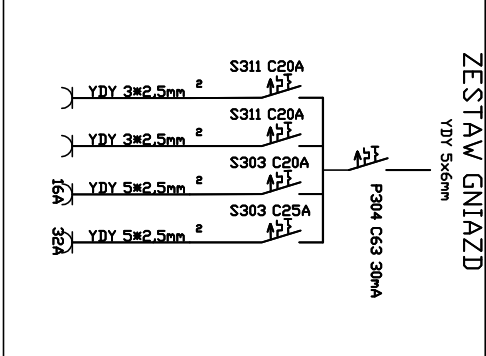 S311 C20A
YDY 3*2,5mm ²
S311 C20A
YDY 3*2,5mm ²
S303 C20A
16A YDY 5*2,5mm ²
S303 C25A
32A YDY 5*2,5mm ²
P304 C63 30mA
YDY 5x6mm
ZESTAW GNIAZD